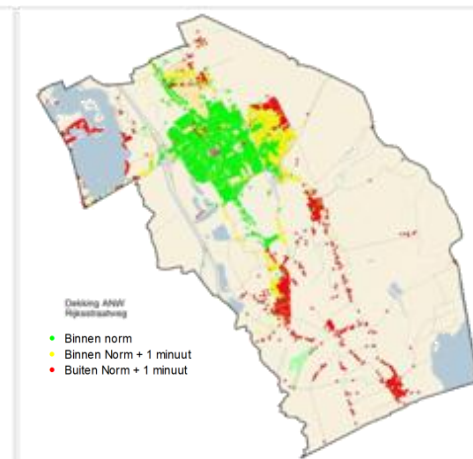 Dekking ANW
Rijksstraatweg
Binnen norm
Binnen Norm + 1 minuut
Buiten Norm + 1 minuut